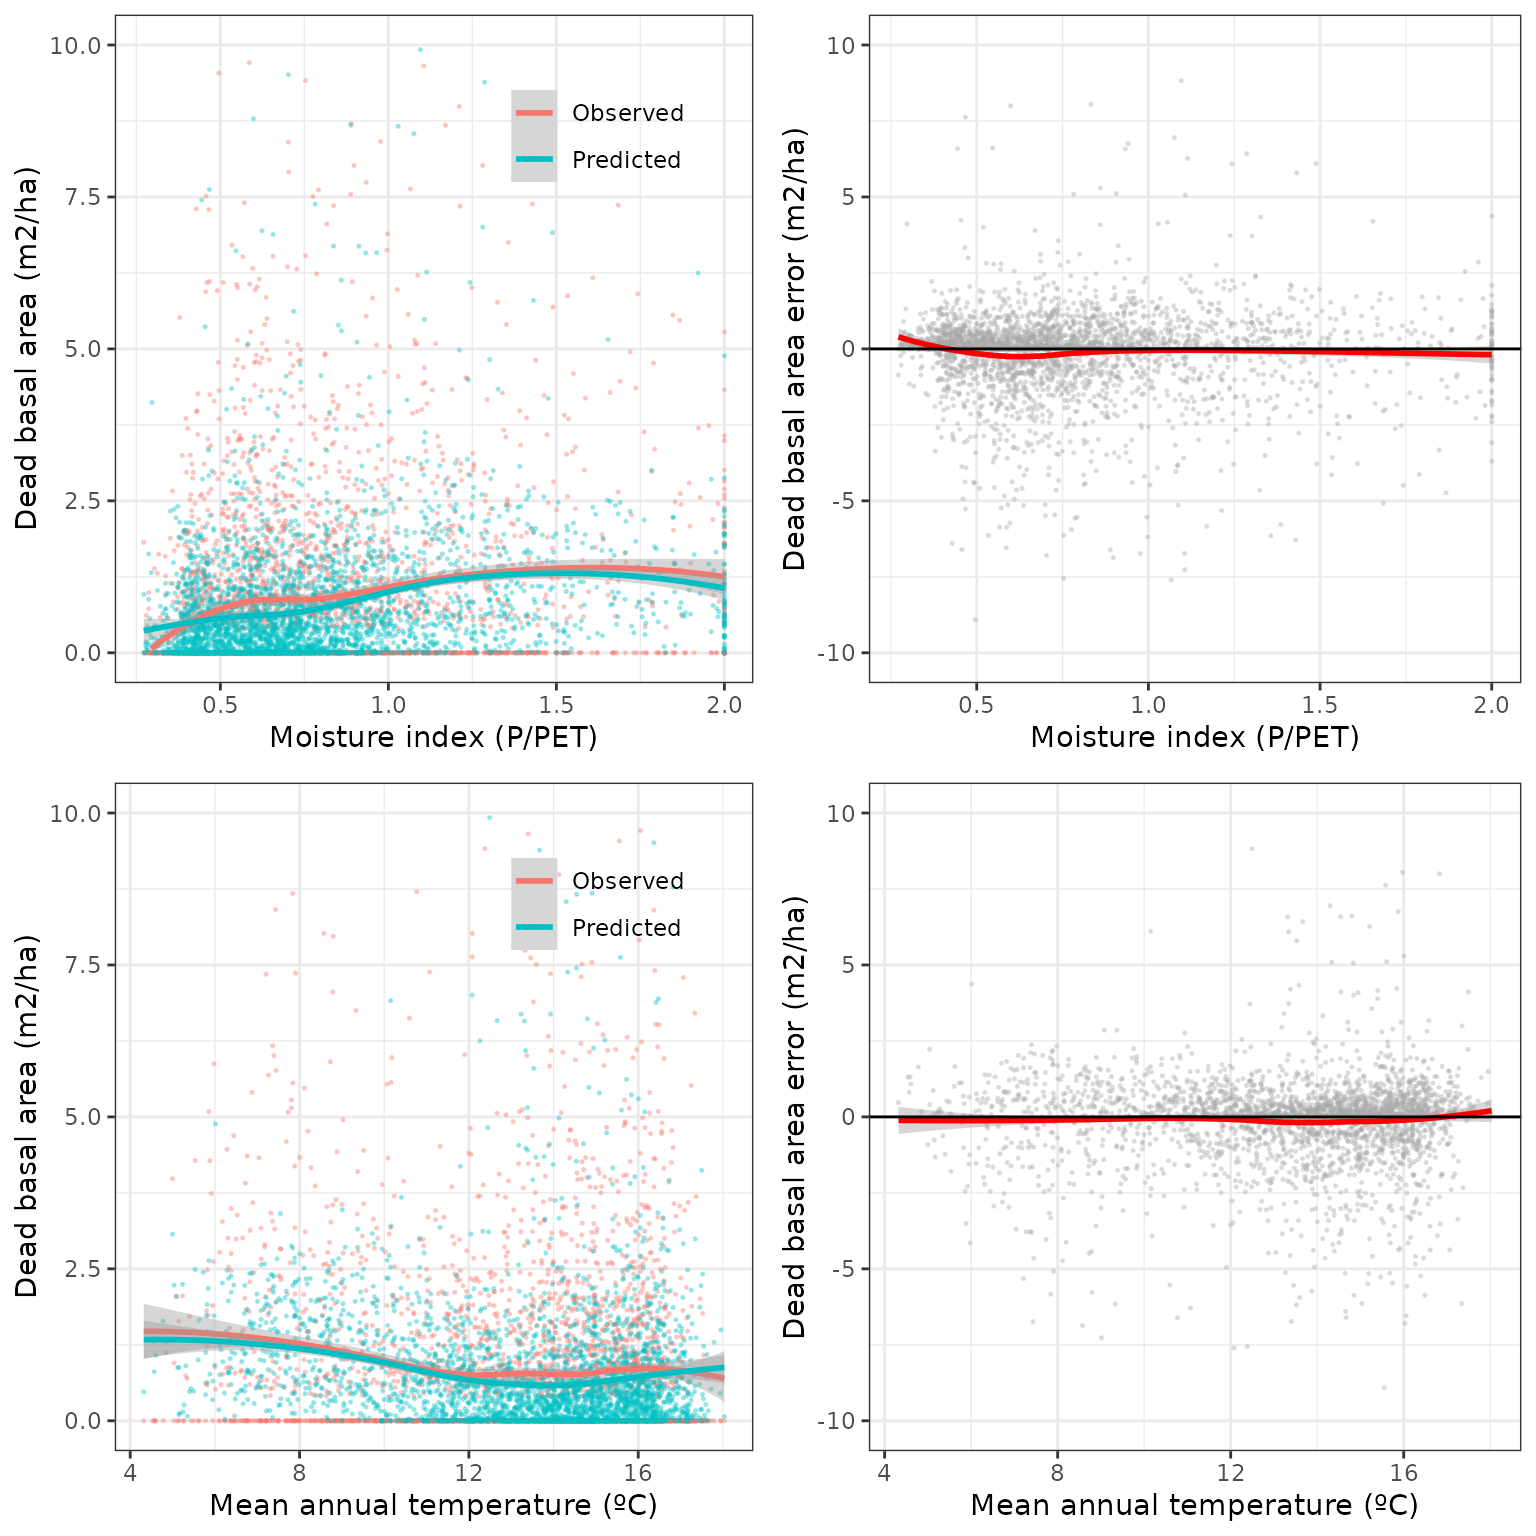 Dead basal area (m2/ha)
10.0
7.5
5.0
2.5
0.0
Observed
Predicted
0.5 1.0 1.5 2.0
Moisture index (P/PET)
Dead basal area error (m2/ha)
10
5
0
-5
-10
0.5 1.0 1.5 2.0
Moisture index (P/PET)
Dead basal area (m2/ha)
10.0
7.5
5.0
2.5
0.0
Observed
Predicted
4 8 12 16
Mean annual temperature (ºC)
Dead basal area error (m2/ha)
10
5
0
-5
-10
4 8 12 16
Mean annual temperature (ºC)